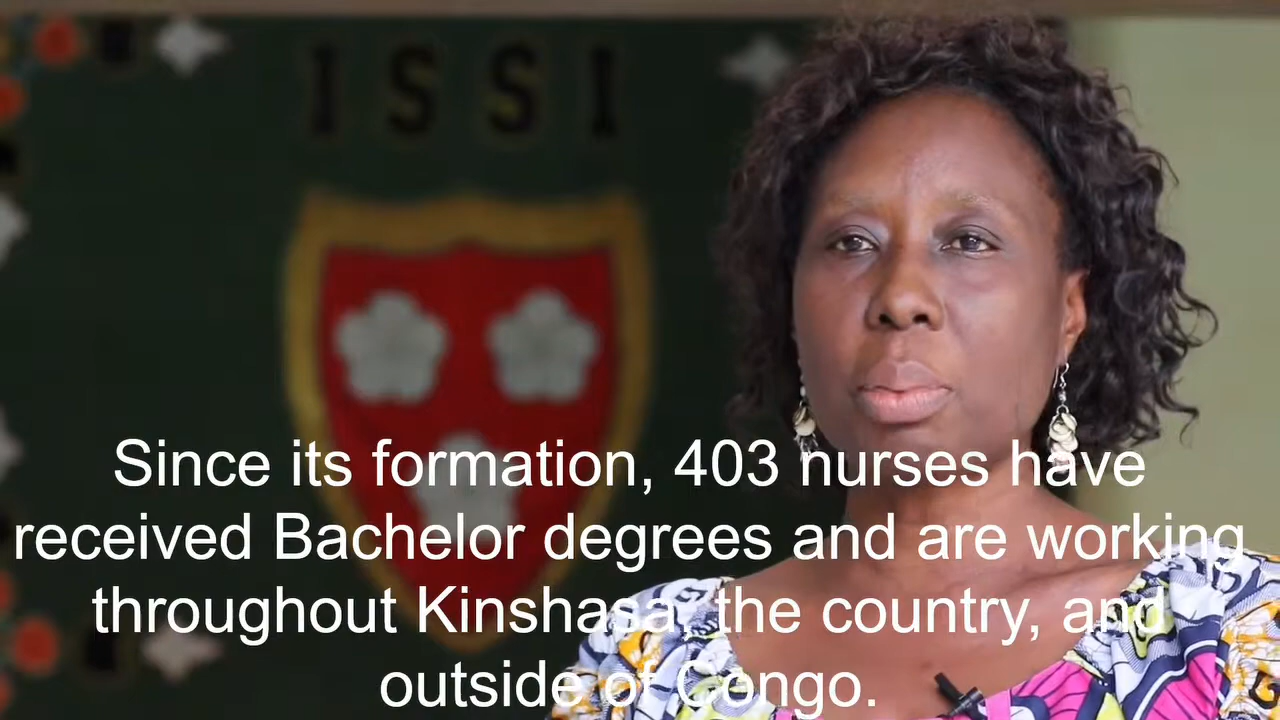 ISSI
Since its formation, 403 nurses have
received Bachelor degrees and are working
throughout Kinshasa, the country, and
outside of Congo.